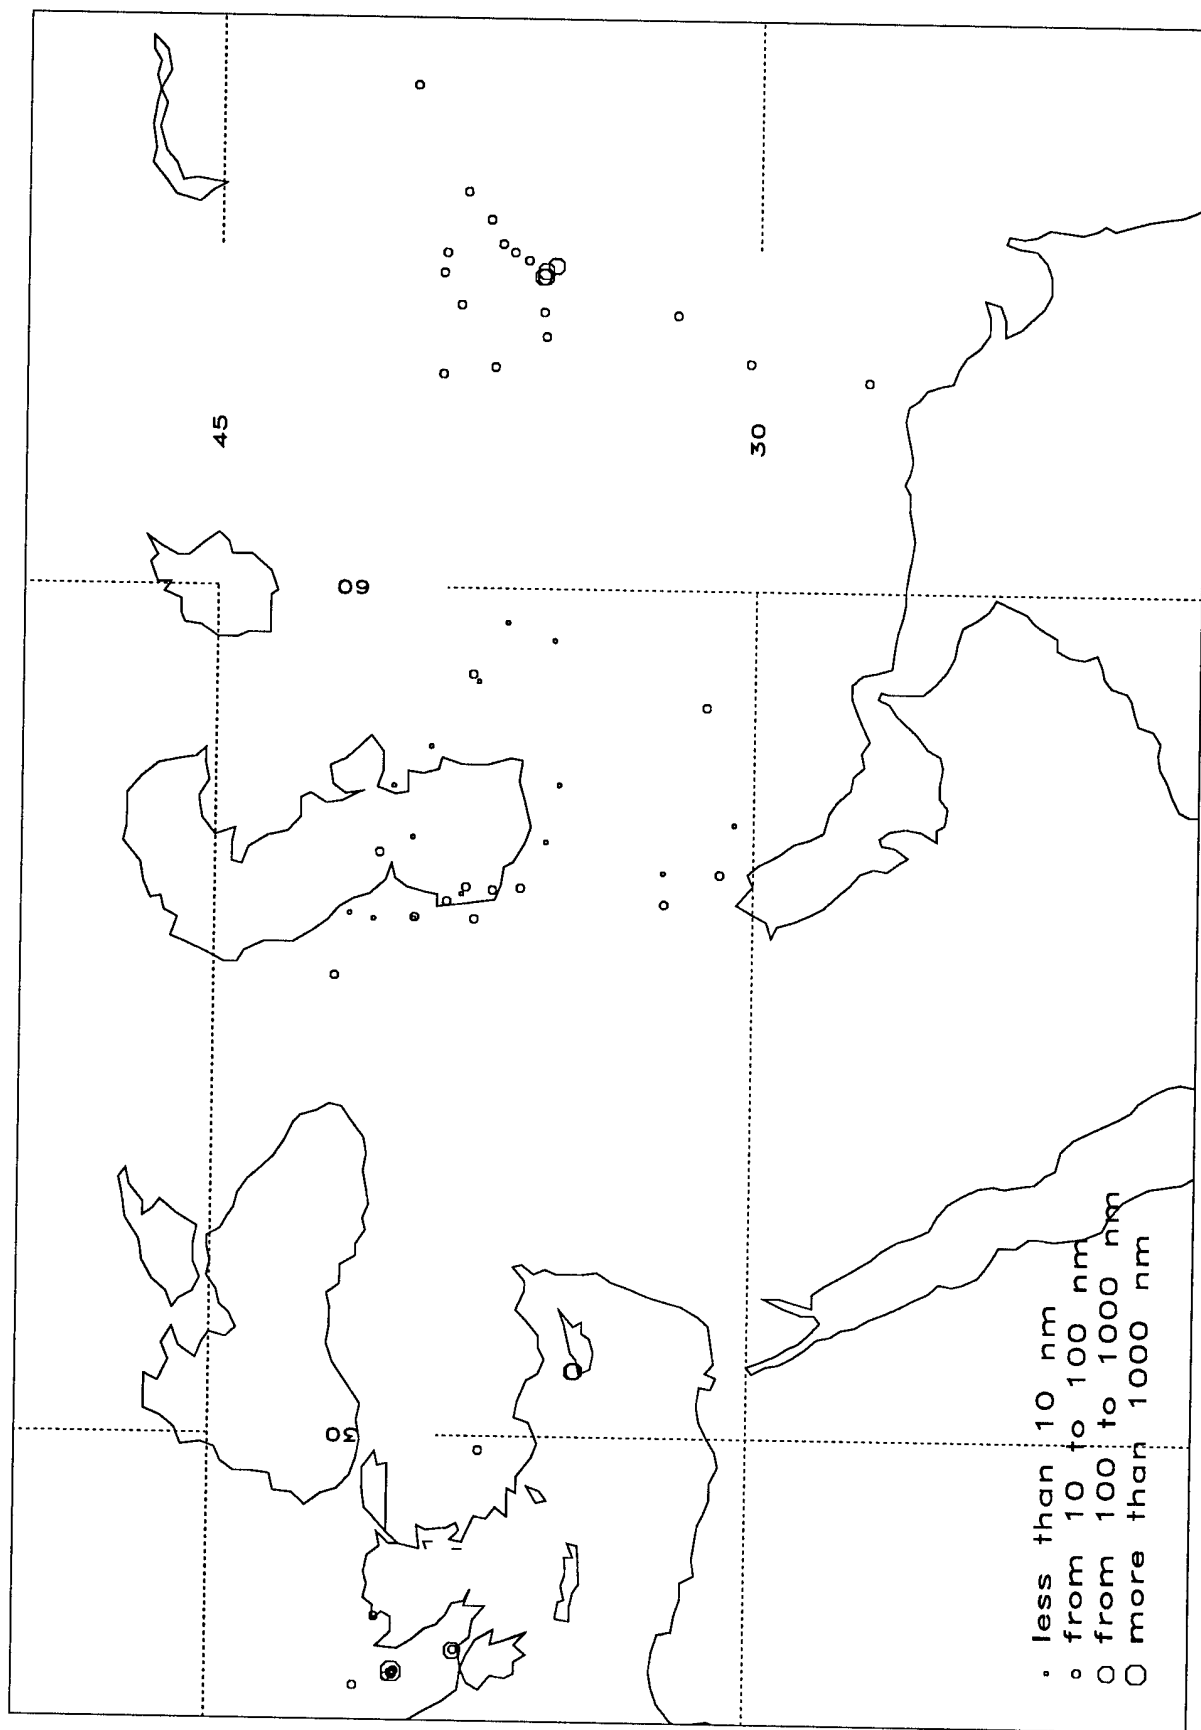 45
30
60
30
less than 10 nm
from 10 to 100 nm
from 100 to 1000 nm
more than 1000 nm